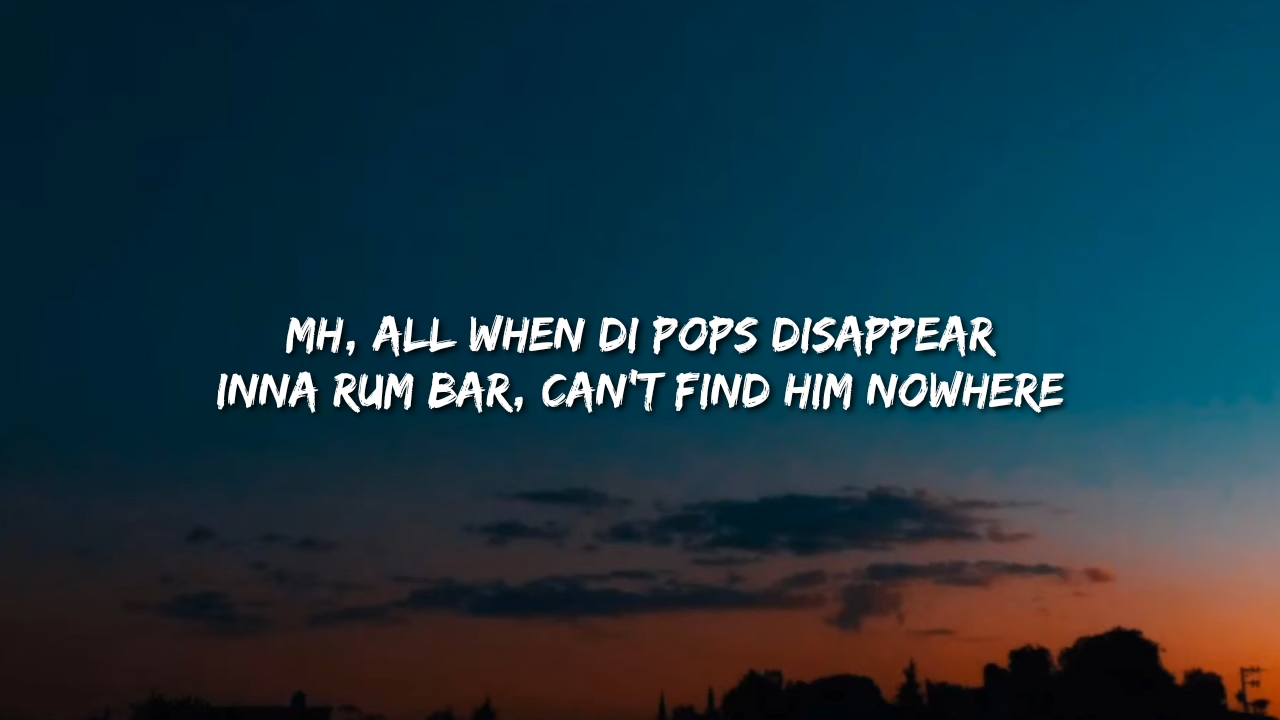 MH, ALL WHEN DI POPS DISAPPEAR
INNA RUM BAR, CAN'T FIND HIM NOWHERE